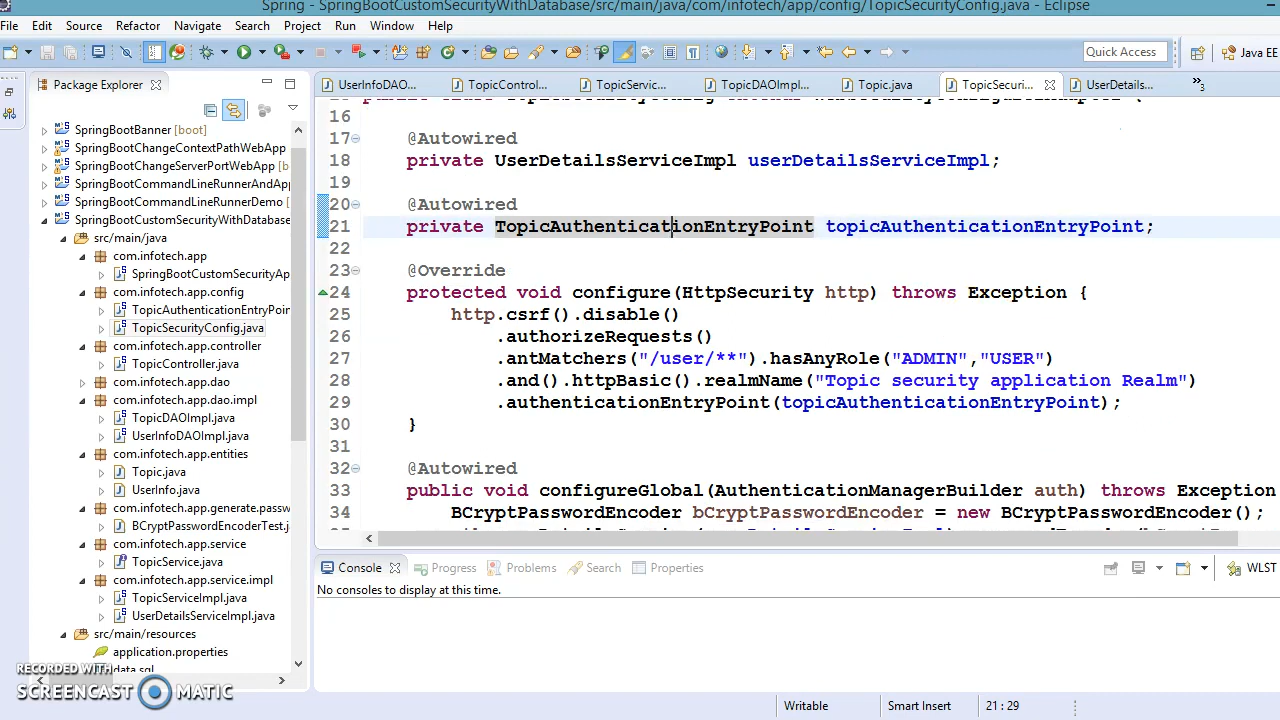 Spring - SpringBootCustomSecurityWithDatabase/src/main/java/com/infotech/app/config/TopicSecurityConfig.java - Eclipse
File Edit Source Refactor Navigate Search Project Run Window Help
Quick Access
Java EE
Package Explorer
UserInfoDAO...
TopicControl...
TopicServic...
TopicDAOImpl...
Topic.java
TopicSecuri...
UserDetails...
»3
SpringBootBanner [boot]
SpringBootChangeContextPathWebApp
SpringBootChangeServerPortWebApp [b
SpringBootCommandLineRunnerAndApp
SpringBootCommandLineRunnerDemo [
SpringBootCustomSecurityWithDatabase
src/main/java
com.infotech.app
SpringBootCustomSecurityAp
com.infotech.app.config
TopicAuthenticationEntryPoin
TopicSecurityConfig.java
com.infotech.app.controller
TopicController.java
com.infotech.app.dao
com.infotech.app.dao.impl
TopicDAOImpl.java
UserInfoDAOImpl.java
com.infotech.app.entities
Topic.java
UserInfo.java
com.infotech.app.generate.passw
BCryptPasswordEncoderTest.j
com.infotech.app.service
TopicService.java
com.infotech.app.service.impl
TopicServiceImpl.java
UserDetailsServiceImpl.java
src/main/resources
application.properties
data.sql
16
17 @Autowired
18 private UserDetailsServiceImpl userDetailsServiceImpl;
19
20 @Autowired
21 private TopicAuthenticationEntryPoint topicAuthenticationEntryPoint;
22
23 @Override
24 protected void configure(HttpSecurity http) throws Exception {
25 http.csrf().disable()
26 .authorizeRequests()
27 .antMatchers("/user/**").hasAnyRole("ADMIN","USER")
28 .and().httpBasic().realmName("Topic security application Realm")
29 .authenticationEntryPoint(topicAuthenticationEntryPoint);
30 }
31
32 @Autowired
33 public void configureGlobal(AuthenticationManagerBuilder auth) throws Exception
34 BCryptPasswordEncoder bCryptPasswordEncoder = new BCryptPasswordEncoder();
Console Progress Problems Search Properties
WLST
No consoles to display at this time.
RECORDED WITH
SCREENCAST MATIC
Writable
Smart Insert
21 : 29